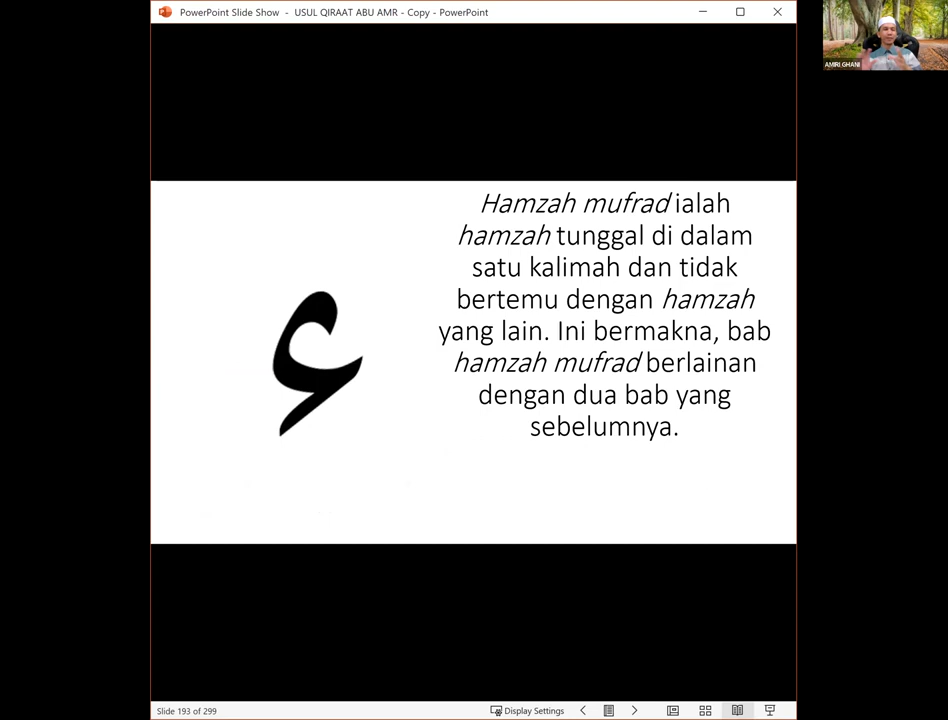 PowerPoint Slide Show - USUL QIRAAT ABU AMR - Copy - PowerPoint
AMIRI GHANI
Hamzah mufrad ialah
hamzah tunggal di dalam
satu kalimah dan tidak
bertemu dengan hamzah
yang lain. Ini bermakna, bab
hamzah mufrad berlainan
dengan dua bab yang
sebelumnya.
ء
Slide 193 of 299
Display Settings